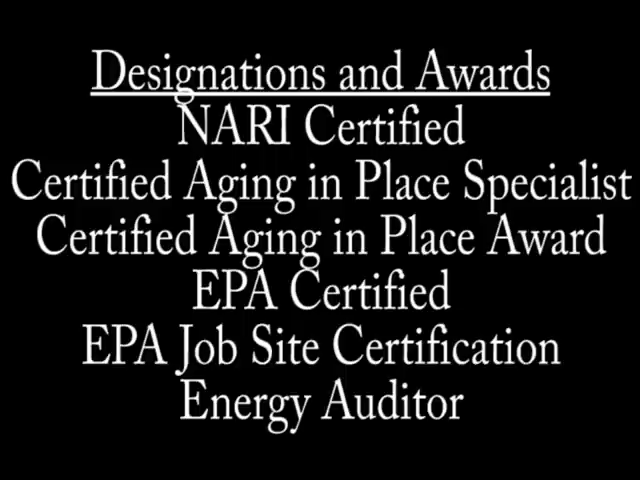 Designations and Awards
NARI Certified
Certified Aging in Place Specialist
Certified Aging in Place Award
EPA Certified
EPA Job Site Certification
Energy Auditor